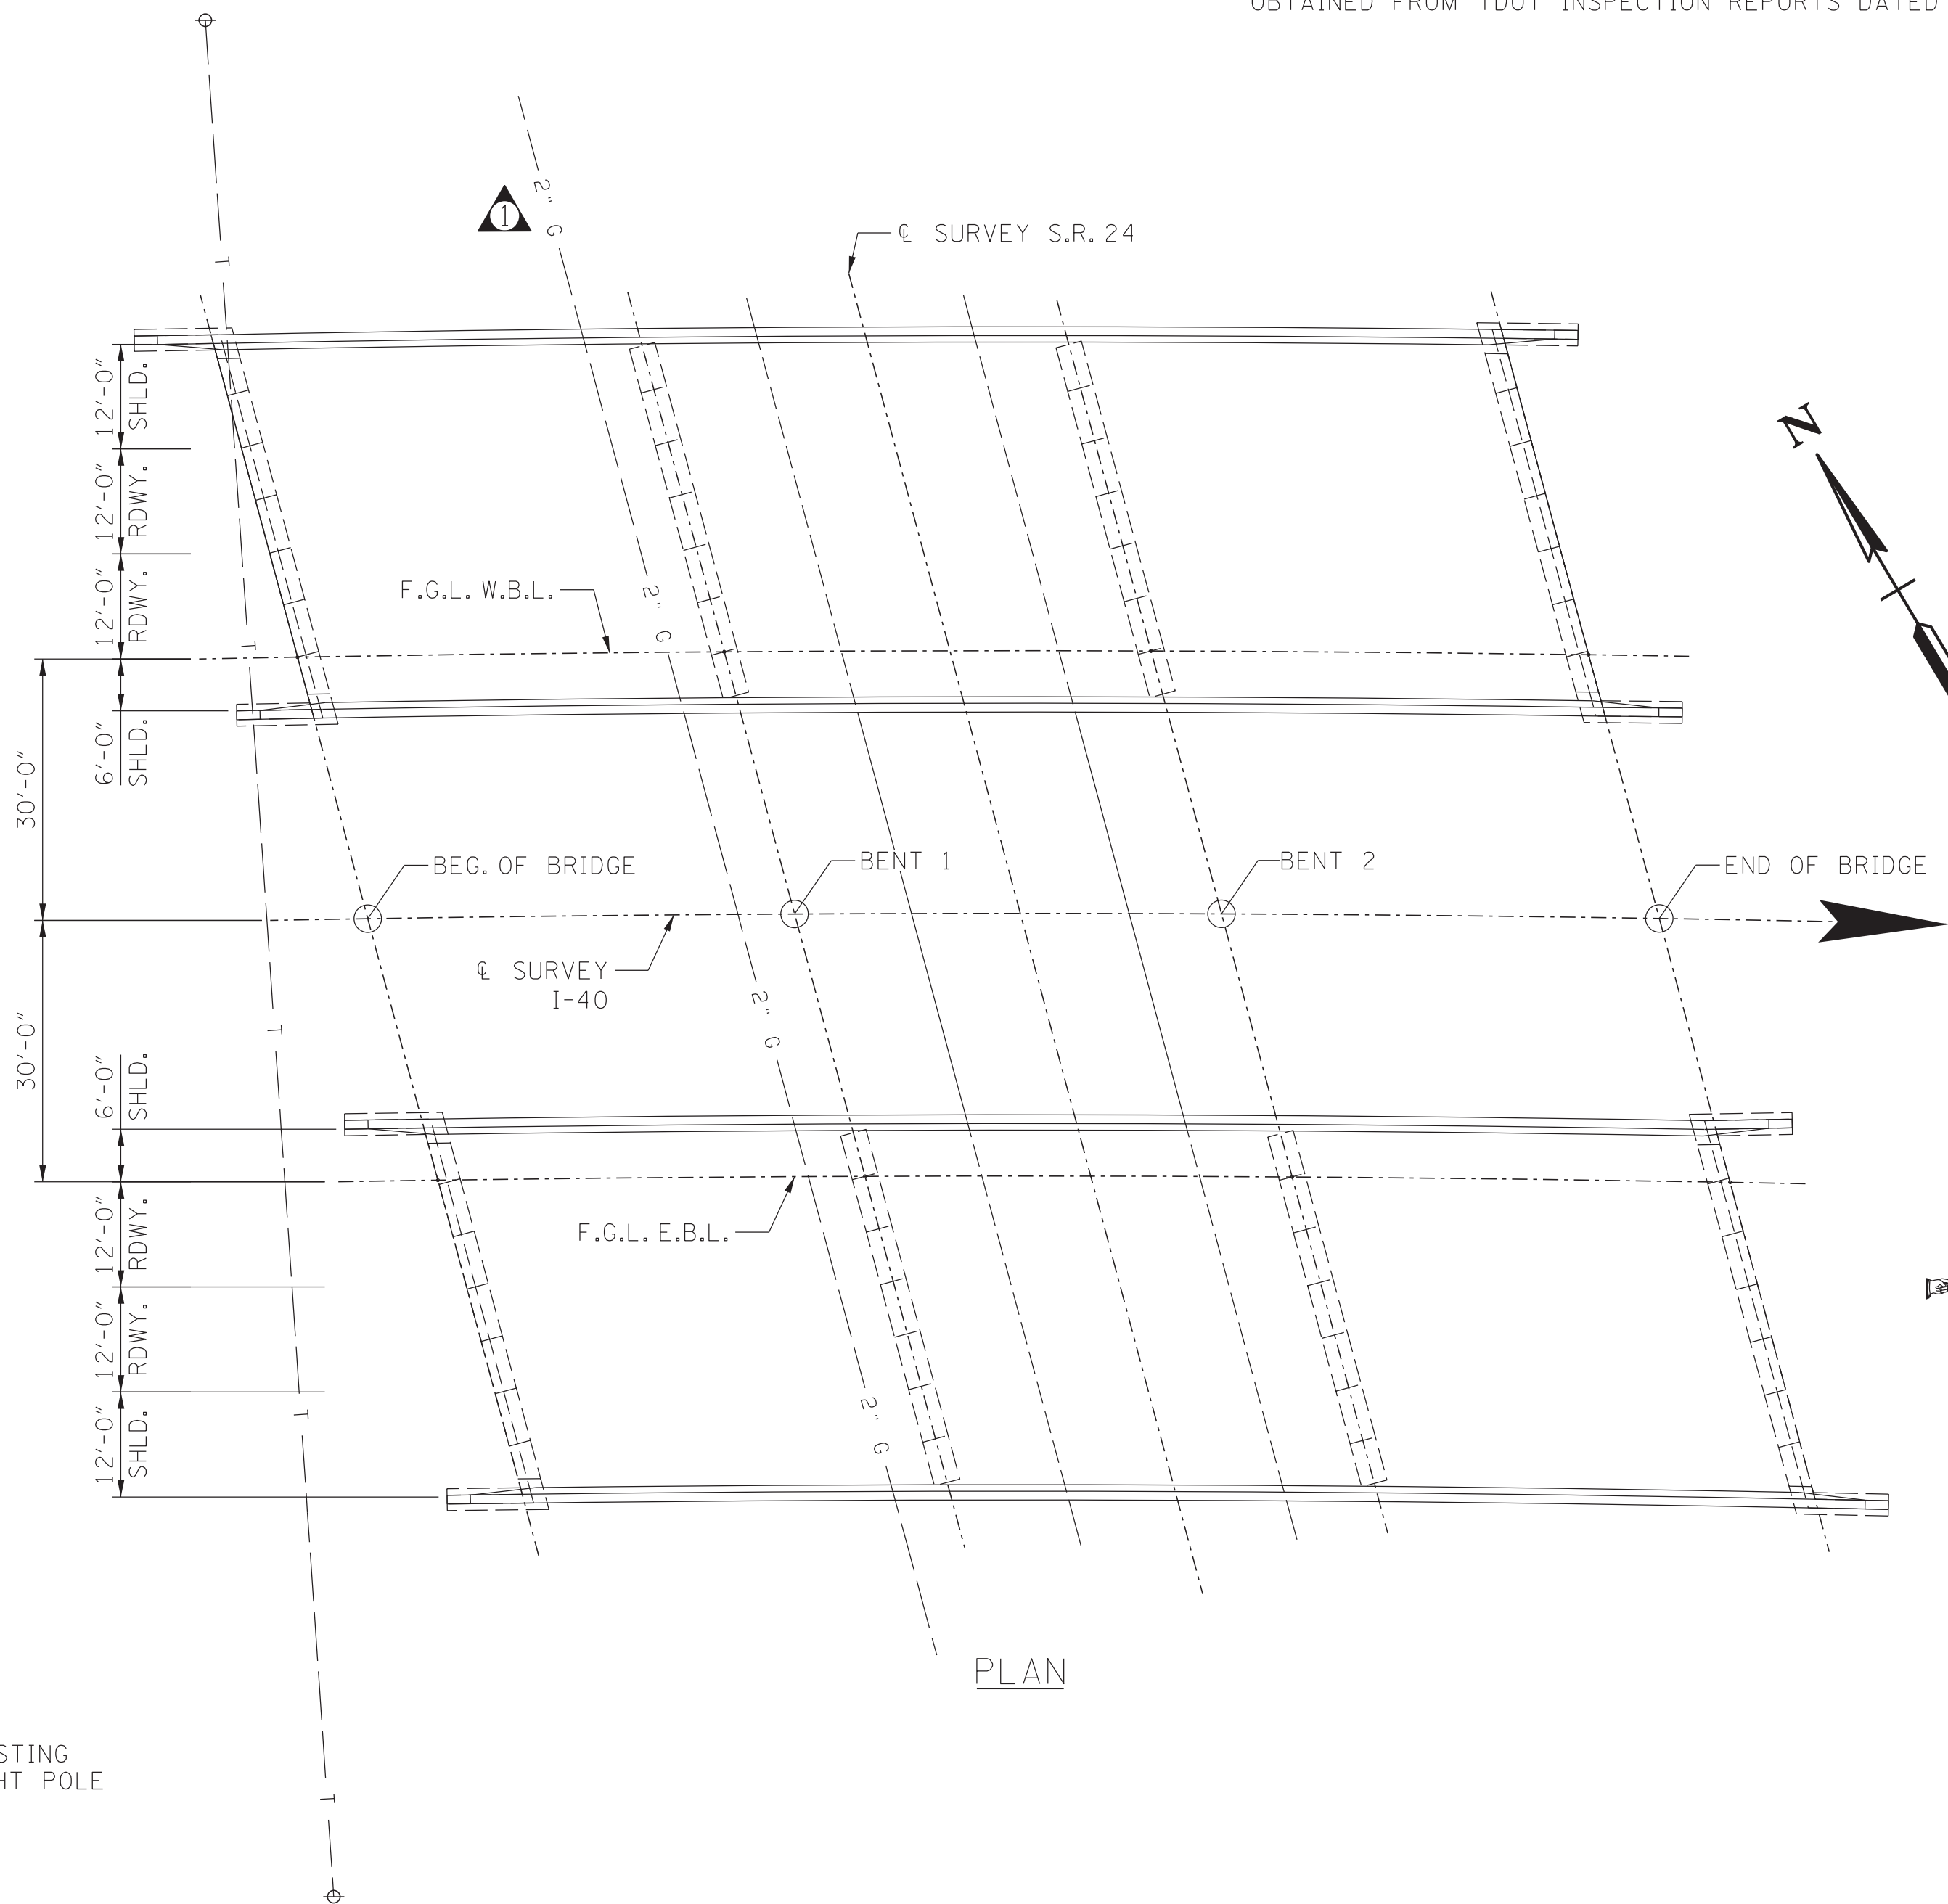 OBTAINED FROM TDOT INSPECTION REPORTS DATED
2" G
1
℄ SURVEY S.R. 24
T
N
12'-0"
SHLD.
12'-0"
RDWY.
12'-0"
RDWY.
F.G.L. W.B.L.
2" G
T
6'-0"
SHLD.
30'-0"
BEG. OF BRIDGE
BENT 1
BENT 2
END OF BRIDGE
℄ SURVEY
I-40
2" G
T
30'-0"
6'-0"
SHLD.
12'-0"
RDWY.
F.G.L. E.B.L.
12'-0"
RDWY.
12'-0"
SHLD.
2" G
T
PLAN
STING
HT POLE
T